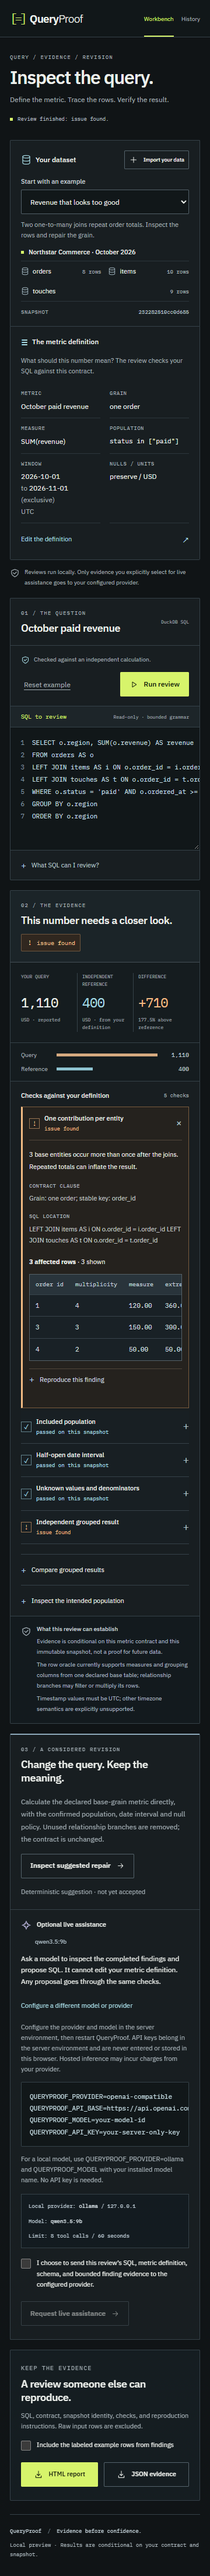 QueryProof
Workbench
History
QUERY / EVIDENCE / REVISION
Inspect the query.
Define the metric. Trace the rows. Verify the result.
Review finished: issue found.
Your dataset
Import your data
Start with an example
Revenue that looks too good
Two one-to-many joins repeat order totals. Inspect the
rows and repair the grain.
Northstar Commerce · October 2026
orders 5 rows
items 10 rows
touches 9 rows
SNAPSHOT
The metric definition
What should this number mean? The review checks your
SQL against this contract.
METRIC
October paid revenue
GRAIN
one order
MEASURE
SUM(revenue)
POPULATION
status in ["paid"]
WINDOW
2026-10-01
to 2026-11-01
(exclusive)
UTC
NULLS / UNITS
preserve / USD
Edit the definition
Reviews run locally. Only evidence you explicitly select for live
assistance goes to your configured provider.
01 / THE QUESTION
October paid revenue
DuckDB SQL
Checked against an independent calculation.
Reset example
Run review
SQL to review
Read-only · bounded grammar
1 SELECT o.region, SUM(o.revenue) AS revenue
2 FROM orders AS o
3 LEFT JOIN items AS i ON o.order_id = i.order
4 LEFT JOIN touches AS t ON o.order_id = t.ord
5 WHERE o.status = 'paid' AND o.ordered_at >=
6 GROUP BY o.region
7 ORDER BY o.region
What SQL can I review?
02 / THE EVIDENCE
This number needs a closer look.
! issue found
YOUR QUERY
1,110
USD · reported
INDEPENDENT
REFERENCE
400
USD · from your
definition
DIFFERENCE
+710
177.5% above
reference
Query 1,110
Reference 400
Checks against your definition
5 checks
One contribution per entity
issue found
3 base entities occur more than once after the joins.
Repeated totals can inflate the result.
CONTRACT CLAUSE
Grain: one order; stable key: order_id
SQL LOCATION
LEFT JOIN items AS i ON o.order_id = i.order_id LEFT
JOIN touches AS t ON o.order_id = t.order_id
3 affected rows · 3 shown
order id multiplicity measure extra
1 4 120.00 360.
3 3 150.00 300.
4 2 50.00 50.
Reproduce this finding
Included population
passed on this snapshot
Half-open date interval
passed on this snapshot
Unknown values and denominators
passed on this snapshot
Independent grouped result
issue found
Compare grouped results
Inspect the intended population
What this review can establish
Evidence is conditional on this metric contract and this
immutable snapshot, not a proof for future data.
The row oracle currently supports measures and grouping
columns from one declared base table; relationship
branches may filter or multiply its rows.
Timestamp values must be UTC; other timezone
semantics are explicitly unsupported.
03 / A CONSIDERED REVISION
Change the query. Keep the
meaning.
Calculate the declared base-grain metric directly,
with the confirmed population, date interval and null
policy. Unused relationship branches are removed;
the contract is unchanged.
Inspect suggested repair
Deterministic suggestion · not yet accepted
Optional live assistance
qwen3.5:9b
Ask a model to inspect the completed findings and
propose SQL. It cannot edit your metric definition.
Any proposal goes through the same checks.
Configure a different model or provider
Configure the provider and model in the server
environment, then restart QueryProof. API keys belong in
the server environment and are never entered or stored in
this browser. Hosted inference may incur charges from
your provider.
QUERYPROOF_PROVIDER=openai-compatible
QUERYPROOF_API_BASE=https://api.openai.co
QUERYPROOF_MODEL=your-model-id
QUERYPROOF_API_KEY=your-server-only-key
For a local model, use QUERYPROOF_PROVIDER=ollama
and QUERYPROOF_MODEL with your installed model
name. No API key is needed.
Local provider: ollama / 127.0.0.1
Model: qwen3.5:9b
Limit: 8 tool calls / 60 seconds
I choose to send this review's SQL, metric definition,
schema, and bounded finding evidence to the
configured provider.
Request live assistance
KEEP THE EVIDENCE
A review someone else can
reproduce.
SQL, contract, snapshot identity, checks, and reproduction
instructions. Raw input rows are excluded.
Include the labeled example rows from findings
HTML report
JSON evidence
QueryProof / Evidence before confidence.
Local preview · Results are conditional on your contract and
snapshot.